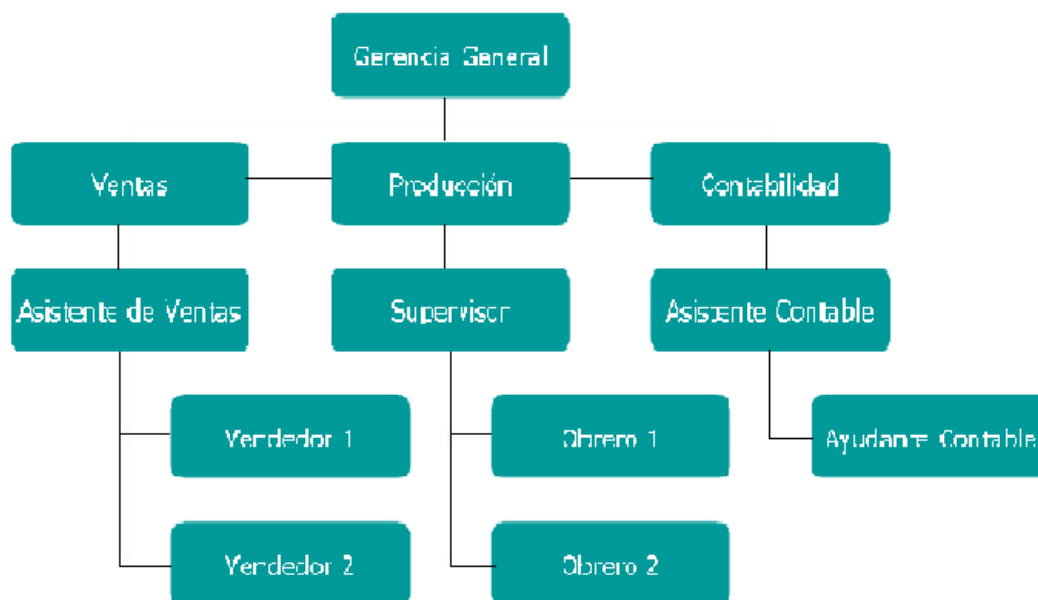 Gerencia General
Ventas
Producción
Contabilidad
Asistente de Ventas
Supervisor
Asistente Contable
Vendedor 1
Obrero 1
Ayudante Contable
Vendedor 2
Obrero 2